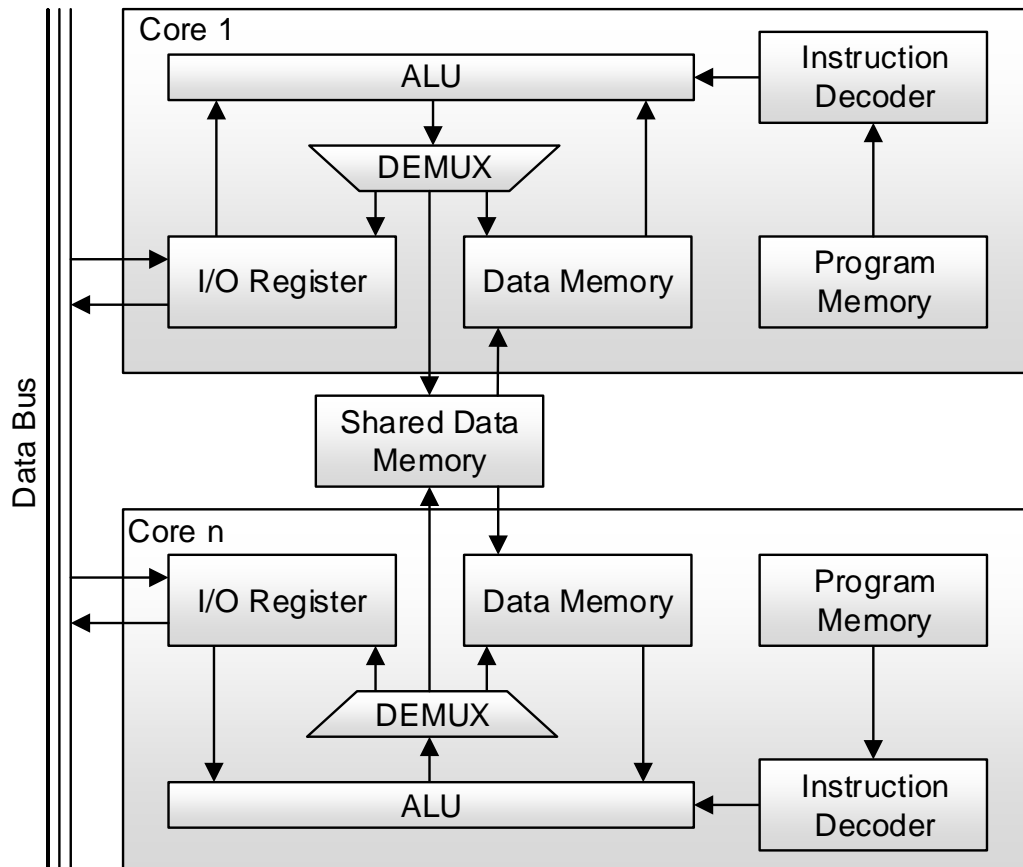 Core 1
ALU
Instruction
Decoder
DEMUX
I/O Register
Data Memory
Program
Memory
Data Bus
Shared Data
Memory
Core n
I/O Register
Data Memory
Program
Memory
DEMUX
ALU
Instruction
Decoder